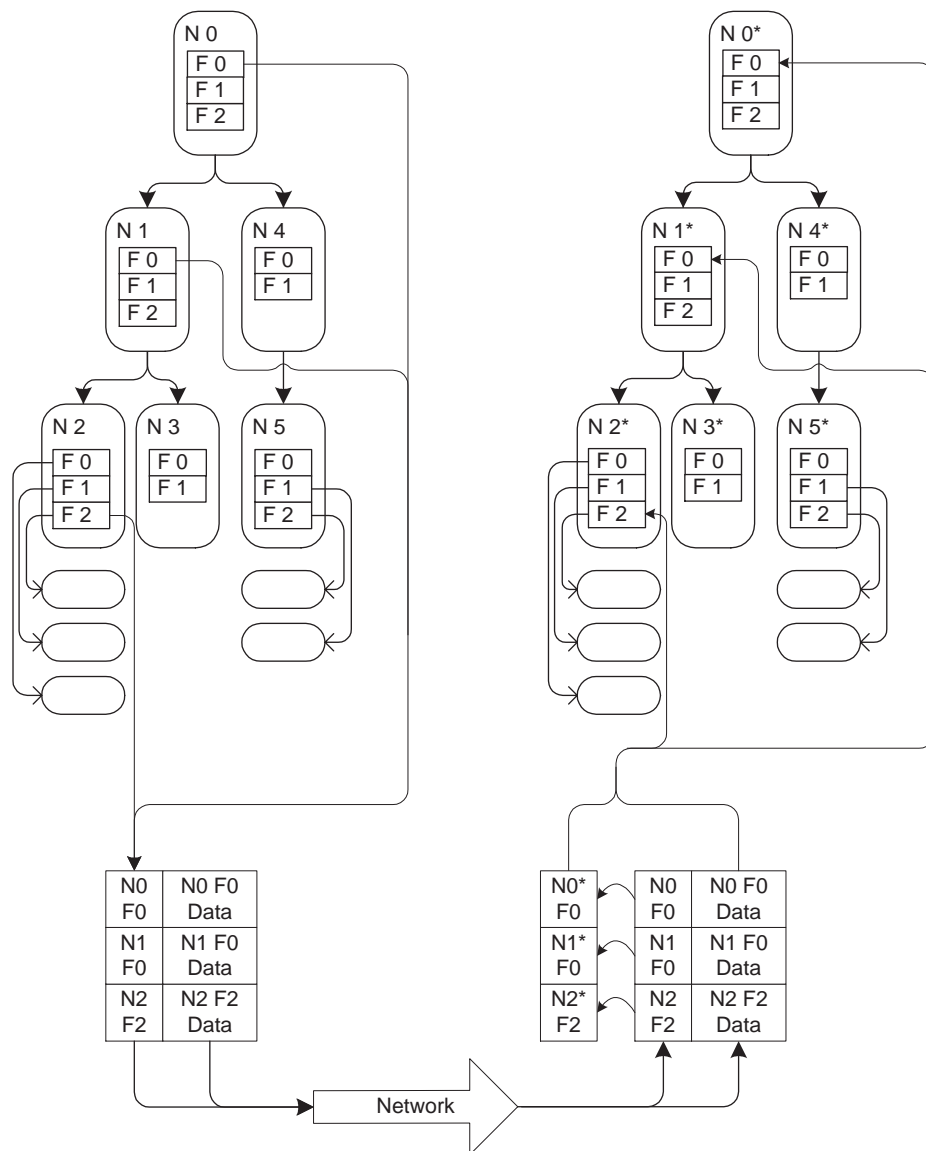 N 0
F 0
F 1
F 2
N 1
F 0
F 1
F 2
N 4
F 0
F 1
N 2
F 0
F 1
F 2
N 3
F 0
F 1
N 5
F 0
F 1
F 2
N 0*
F 0
F 1
F 2
N 1*
F 0
F 1
F 2
N 4*
F 0
F 1
N 2*
F 0
F 1
F 2
N 3*
F 0
F 1
N 5*
F 0
F 1
F 2
N0
F0
N0 F0
Data
N1
F0
N1 F0
Data
N2
F2
N2 F2
Data
Network
N0*
F0
N0
F0
N0 F0
Data
N1*
F0
N1
F0
N1 F0
Data
N2*
F2
N2
F2
N2 F2
Data